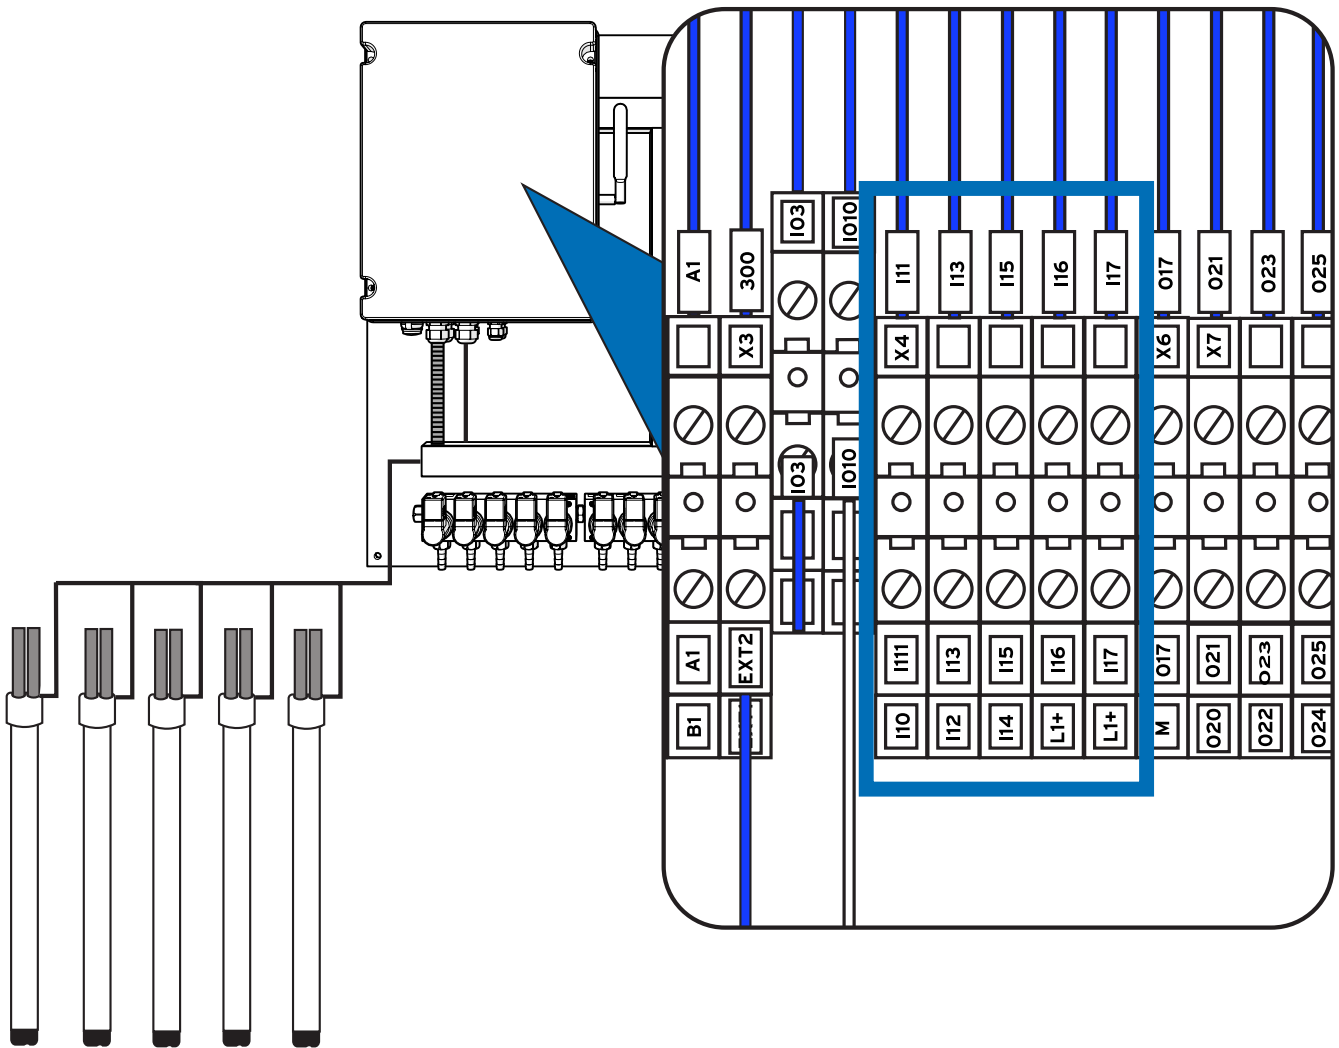 IO3
IO10
A1
300
I11
I13
I15
I16
I17
O17
O21
O23
O25
X3
X4
X6
X7
IO3
IO10
A1
EXT2
I111
I13
I15
I16
I17
O17
O21
O23
O25
B1
I10
I12
I14
L1+
L1+
M
O20
O22
O24